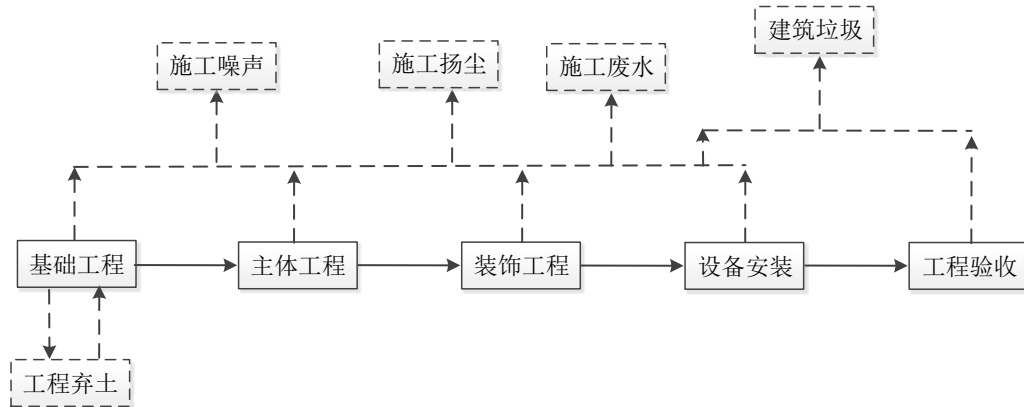 建筑垃圾
施工噪声
施工扬尘
施工废水
基础工程
主体工程
装饰工程
设备安装
工程验收
工程弃土